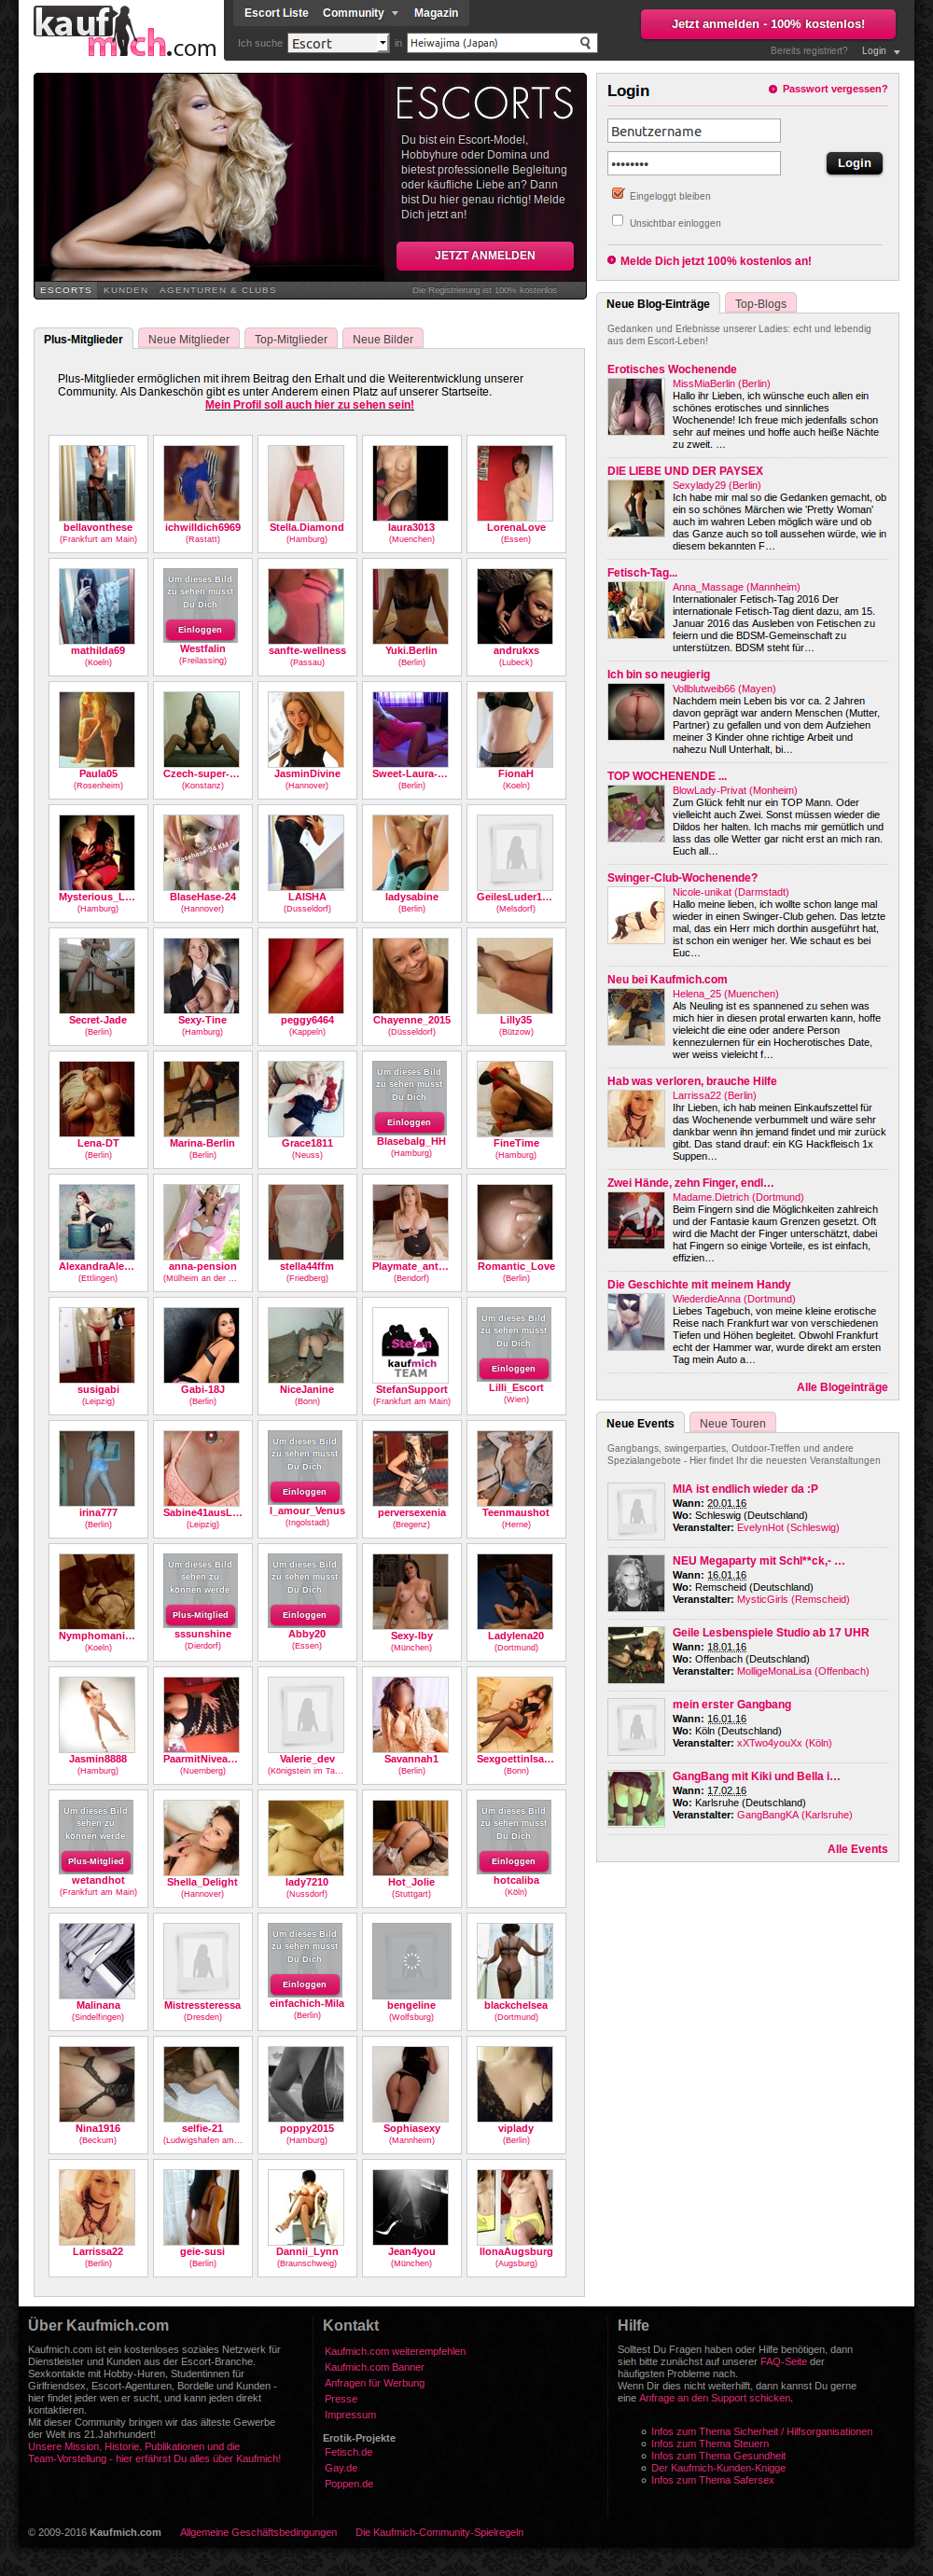 kaufmich.com
Escort Liste Community Magazin
Ich suche Escort in Heiwajima (Japan)
Jetzt anmelden - 100% kostenlos!
Bereits registriert? Login
ESCORTS
Du bist ein Escort-Model,
Hobbyhure oder Domina und
bietest professionelle Begleitung
oder käufliche Liebe an? Dann
bist Du hier genau richtig! Melde
Dich jetzt an!
JETZT ANMELDEN
ESCORTS KUNDEN AGENTUREN & CLUBS Die Registrierung ist 100% kostenlos
Login Passwort vergessen?
Benutzername
•••••••• Login
Eingeloggt bleiben
Unsichtbar einloggen
Melde Dich jetzt 100% kostenlos an!
Plus-Mitglieder Neue Mitglieder Top-Mitglieder Neue Bilder
Plus-Mitglieder ermöglichen mit ihrem Beitrag den Erhalt und die Weiterentwicklung unserer
Community. Als Dankeschön gibt es unter Anderem einen Platz auf unserer Startseite.
Mein Profil soll auch hier zu sehen sein!
bellavonthese ichwilldich6969 Stella.Diamond laura3013 LorenaLove
(Frankfurt am Main) (Rastatt) (Hamburg) (Muenchen) (Essen)
Um dieses Bild
zu sehen musst
Du Dich
Einloggen
mathilda69 Westfalin sanfte-wellness Yuki.Berlin andrukxs
(Koeln) (Freilassing) (Passau) (Berlin) (Lubeck)
Paula05 Czech-super-... JasminDivine Sweet-Laura-... FionaH
(Rosenheim) (Konstanz) (Hannover) (Berlin) (Koeln)
Blasehase-24 KM
Mysterious_L... BlaseHase-24 LAISHA ladysabine GeilesLuder1...
(Hamburg) (Hannover) (Dusseldorf) (Berlin) (Melsdorf)
Secret-Jade Sexy-Tine peggy6464 Chayenne_2015 Lilly35
(Berlin) (Hamburg) (Kappeln) (Düsseldorf) (Bützow)
Um dieses Bild
zu sehen musst
Du Dich
Einloggen
Lena-DT Marina-Berlin Grace1811 Blasebalg_HH FineTime
(Berlin) (Berlin) (Neuss) (Hamburg) (Hamburg)
AlexandraAle... anna-pension stella44ffm Playmate_ant... Romantic_Love
(Ettlingen) (Mülheim an der ... (Friedberg) (Bendorf) (Berlin)
Stefan
kaufmich
TEAM
Um dieses Bild
zu sehen musst
Du Dich
Einloggen
susigabi Gabi-18J NiceJanine StefanSupport Lilli_Escort
(Leipzig) (Berlin) (Bonn) (Frankfurt am Main) (Wien)
Um dieses Bild
zu sehen musst
Du Dich
Einloggen
irina777 Sabine41ausL... l_amour_Venus perversexenia Teenmaushot
(Berlin) (Leipzig) (Ingolstadt) (Bregenz) (Herne)
Um dieses Bild
sehen zu
können werde
Plus-Mitglied
Um dieses Bild
zu sehen musst
Du Dich
Einloggen
Nymphomani... sssunshine Abby20 Sexy-Iby Ladylena20
(Koeln) (Dierdorf) (Essen) (München) (Dortmund)
Jasmin8888 PaarmitNivea... Valerie_dev Savannah1 SexgoettinIsa...
(Hamburg) (Nuernberg) (Königstein im Ta... (Berlin) (Bonn)
Um dieses Bild
sehen zu
können werde
Plus-Mitglied
Um dieses Bild
zu sehen musst
Du Dich
Einloggen
wetandhot Shella_Delight lady7210 Hot_Jolie hotcaliba
(Frankfurt am Main) (Hannover) (Nussdorf) (Stuttgart) (Köln)
Um dieses Bild
zu sehen musst
Du Dich
Einloggen
Malinana Mistressteressa einfachich-Mila bengeline blackchelsea
(Sindelfingen) (Dresden) (Berlin) (Wolfsburg) (Dortmund)
Nina1916 selfie-21 poppy2015 Sophiasexy viplady
(Beckum) (Ludwigshafen am... (Hamburg) (Mannheim) (Berlin)
Larrissa22 geie-susi Dannii_Lynn Jean4you IlonaAugsburg
(Berlin) (Berlin) (Braunschweig) (München) (Augsburg)
Neue Blog-Einträge Top-Blogs
Gedanken und Erlebnisse unserer Ladies: echt und lebendig
aus dem Escort-Leben!
Erotisches Wochenende
MissMiaBerlin (Berlin)
Hallo ihr Lieben, ich wünsche euch allen ein
schönes erotisches und sinnliches
Wochenende! Ich freue mich jedenfalls schon
sehr auf meines und hoffe auch heiße Nächte
zu zweit. ...
DIE LIEBE UND DER PAYSEX
Sexylady29 (Berlin)
Ich habe mir mal so die Gedanken gemacht, ob
ein so schönes Märchen wie 'Pretty Woman'
auch im wahren Leben möglich wäre und ob
das Ganze auch so toll aussehen würde, wie in
diesem bekannten F...
Fetisch-Tag...
Anna_Massage (Mannheim)
Internationaler Fetisch-Tag 2016 Der
internationale Fetisch-Tag dient dazu, am 15.
Januar 2016 das Ausleben von Fetischen zu
feiern und die BDSM-Gemeinschaft zu
unterstützen. BDSM steht für...
Ich bin so neugierig
Vollblutweib66 (Mayen)
Nachdem mein Leben bis vor ca. 2 Jahren
davon geprägt war andern Menschen (Mutter,
Partner) zu gefallen und von dem Aufziehen
meiner 3 Kinder ohne richtige Arbeit und
nahezu Null Unterhalt, bi...
TOP WOCHENENDE ...
BlowLady-Privat (Monheim)
Zum Glück fehlt nur ein TOP Mann. Oder
vielleicht auch Zwei. Sonst müssen wieder die
Dildos her halten. Ich machs mir gemütlich und
lass das olle Wetter gar nicht erst an mich ran.
Euch all...
Swinger-Club-Wochenende?
Nicole-unikat (Darmstadt)
Hallo meine lieben, ich wollte schon lange mal
wieder in einen Swinger-Club gehen. Das letzte
mal, das ein Herr mich dorthin ausgeführt hat,
ist schon ein weniger her. Wie schaut es bei
Euc...
Neu bei Kaufmich.com
Helena_25 (Muenchen)
Als Neuling ist es spannened zu sehen was
mich hier in diesen protal erwarten kann, hoffe
vieleicht die eine oder andere Person
kennezulernen für ein Hocherotisches Date,
wer weiss vieleicht f...
Hab was verloren, brauche Hilfe
Larrissa22 (Berlin)
Ihr Lieben, ich hab meinen Einkaufszettel für
das Wochenende verbummelt und wäre sehr
dankbar wenn ihn jemand findet und mir zurück
gibt. Das stand drauf: ein KG Hackfleisch 1x
Suppen...
Zwei Hände, zehn Finger, endl...
Madame.Dietrich (Dortmund)
Beim Fingern sind die Möglichkeiten zahlreich
und der Fantasie kaum Grenzen gesetzt. Oft
wird die Macht der Finger unterschätzt, dabei
hat Fingern so einige Vorteile, es ist einfach,
effizien...
Die Geschichte mit meinem Handy
WiederdieAnna (Dortmund)
Liebes Tagebuch, von meine kleine erotische
Reise nach Frankfurt war von verschiedenen
Tiefen und Höhen begleitet. Obwohl Frankfurt
echt der Hammer war, wurde direkt am ersten
Tag mein Auto a...
Alle Blogeinträge
Neue Events Neue Touren
Gangbangs, swingerparties, Outdoor-Treffen und andere
Spezialangebote - Hier findet Ihr die neuesten Veranstaltungen
MIA ist endlich wieder da :P
Wann: 20.01.16
Wo: Schleswig (Deutschland)
Veranstalter: EvelynHot (Schleswig)
NEU Megaparty mit Schl**ck,- ...
Wann: 16.01.16
Wo: Remscheid (Deutschland)
Veranstalter: MysticGirls (Remscheid)
Geile Lesbenspiele Studio ab 17 UHR
Wann: 18.01.16
Wo: Offenbach (Deutschland)
Veranstalter: MolligeMonaLisa (Offenbach)
mein erster Gangbang
Wann: 16.01.16
Wo: Köln (Deutschland)
Veranstalter: xXTwo4youXx (Köln)
GangBang mit Kiki und Bella i...
Wann: 17.02.16
Wo: Karlsruhe (Deutschland)
Veranstalter: GangBangKA (Karlsruhe)
Alle Events
Über Kaufmich.com
Kaufmich.com ist ein kostenloses soziales Netzwerk für
Dienstleister und Kunden aus der Escort-Branche.
Sexkontakte mit Hobby-Huren, Studentinnen für
Girlfriendsex, Escort-Agenturen, Bordelle und Kunden -
hier findet jeder wen er sucht, und kann jeden direkt
kontaktieren.
Mit dieser Community bringen wir das älteste Gewerbe
der Welt ins 21.Jahrhundert!
Unsere Mission, Historie, Publikationen und die
Team-Vorstellung - hier erfährst Du alles über Kaufmich!
Kontakt
Kaufmich.com weiterempfehlen
Kaufmich.com Banner
Anfragen für Werbung
Presse
Impressum
Erotik-Projekte
Fetisch.de
Gay.de
Poppen.de
Hilfe
Solltest Du Fragen haben oder Hilfe benötigen, dann
sieh bitte zunächst auf unserer FAQ-Seite der
häufigsten Probleme nach.
Wenn Dir dies nicht weiterhilft, dann kannst Du gerne
eine Anfrage an den Support schicken.
Infos zum Thema Sicherheit / Hilfsorganisationen
Infos zum Thema Steuern
Infos zum Thema Gesundheit
Der Kaufmich-Kunden-Knigge
Infos zum Thema Safersex
© 2009-2016 Kaufmich.com Allgemeine Geschäftsbedingungen Die Kaufmich-Community-Spielregeln